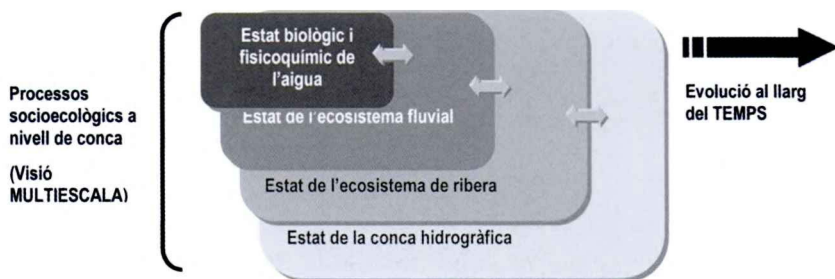 Processos
socioecològics a
nivell de conca
(Visió
MULTIESCALA)
Estat biològic i
fisicoquímic de
l'aigua
Estat de l'ecosistema fluvial
Estat de l'ecosistema de ribera
Estat de la conca hidrogràfica
Evolució al llarg
del TEMPS